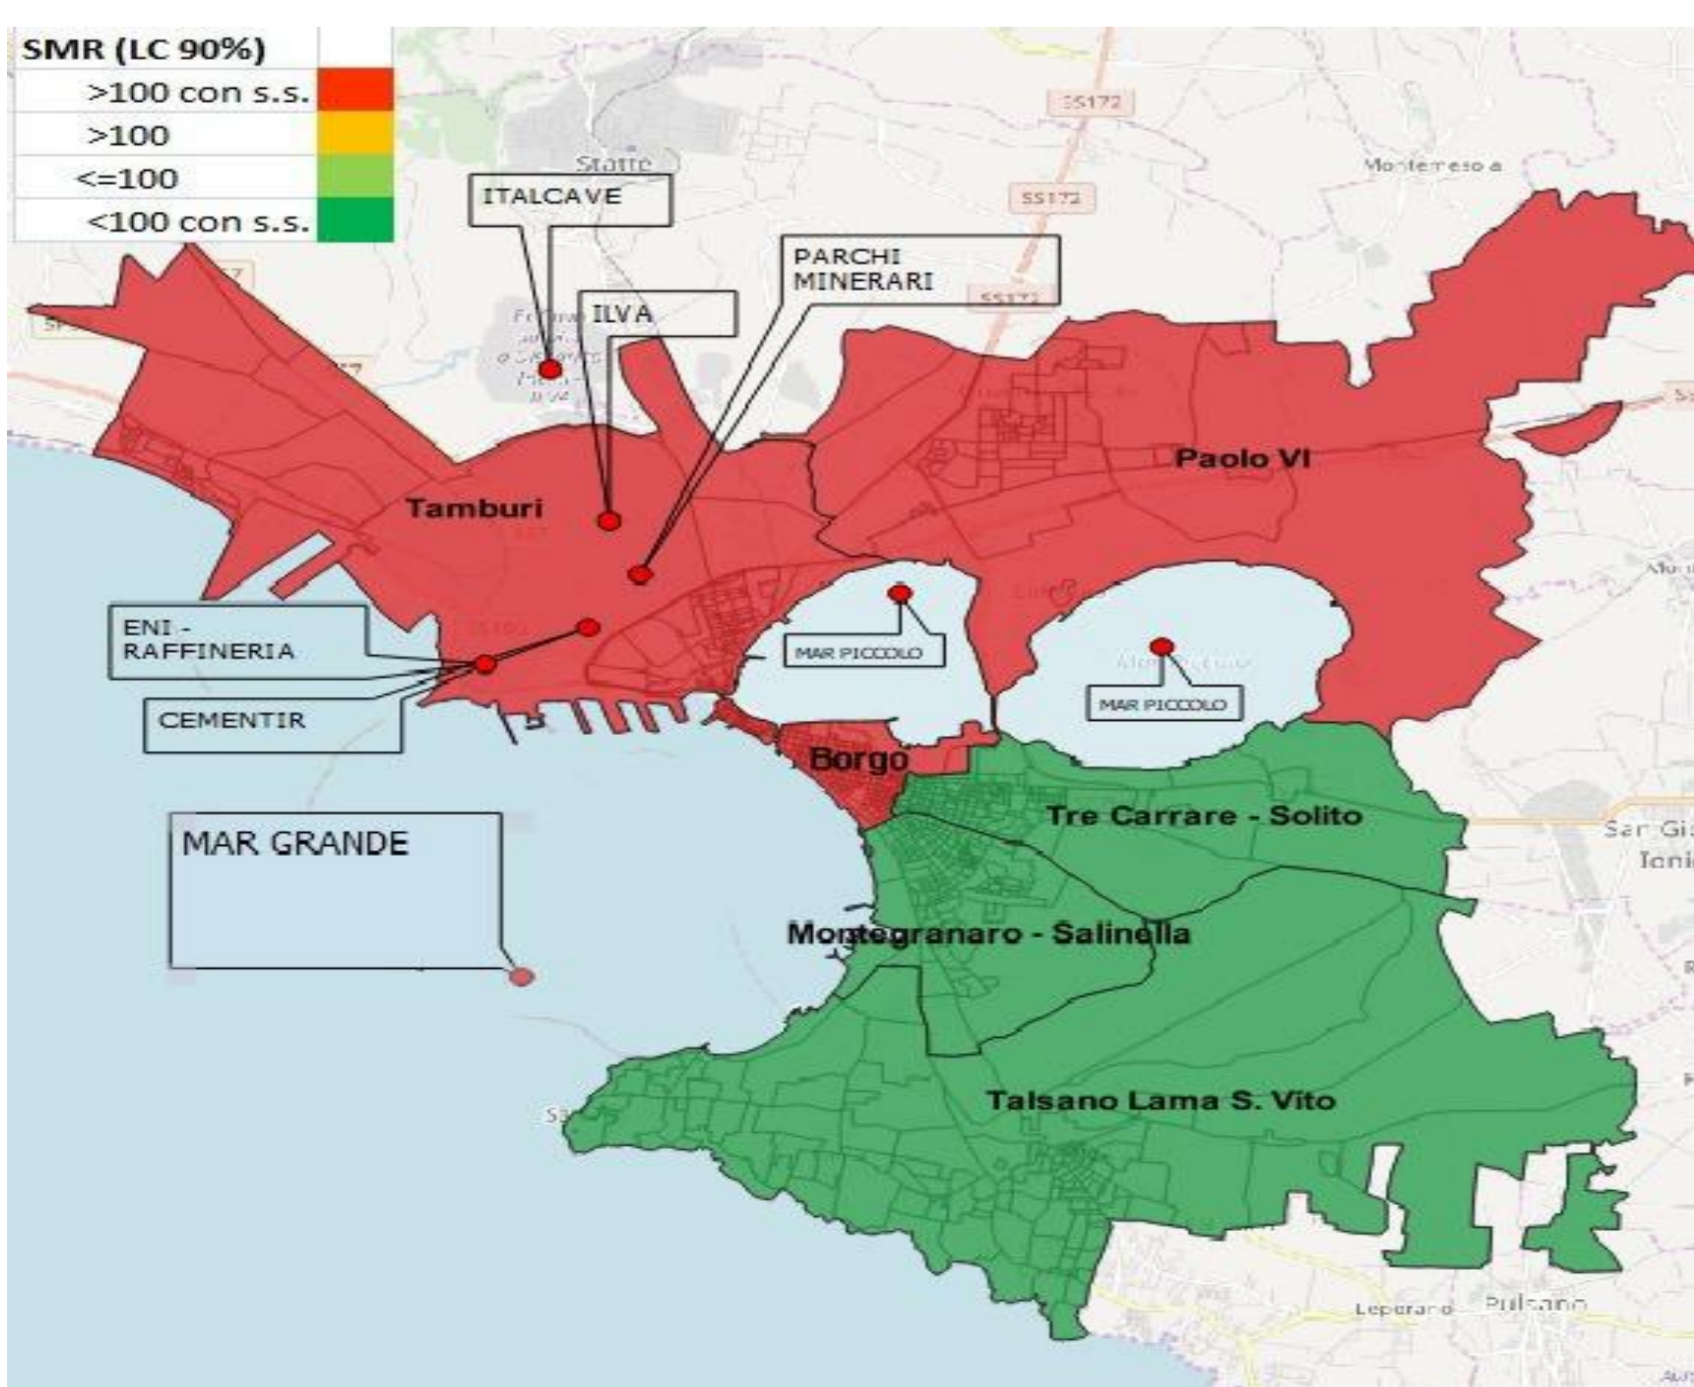 SMR (LC 90%)
>100 con s.s.
>100
<=100
<100 con s.s.
SS172
Statte
Montemesola
ITALCAVE
SS172
PARCHI
MINERARI
SS172
ILVA
Paolo VI
Tamburi
ENI -
RAFFINERIA
MAR PICCOLO
MAR PICCOLO
CEMENTIR
Borgo
Tre Carrare - Solito
MAR GRANDE
Montegranaro - Salinella
Talsano Lama S. Vito
Leporano
Pulsano